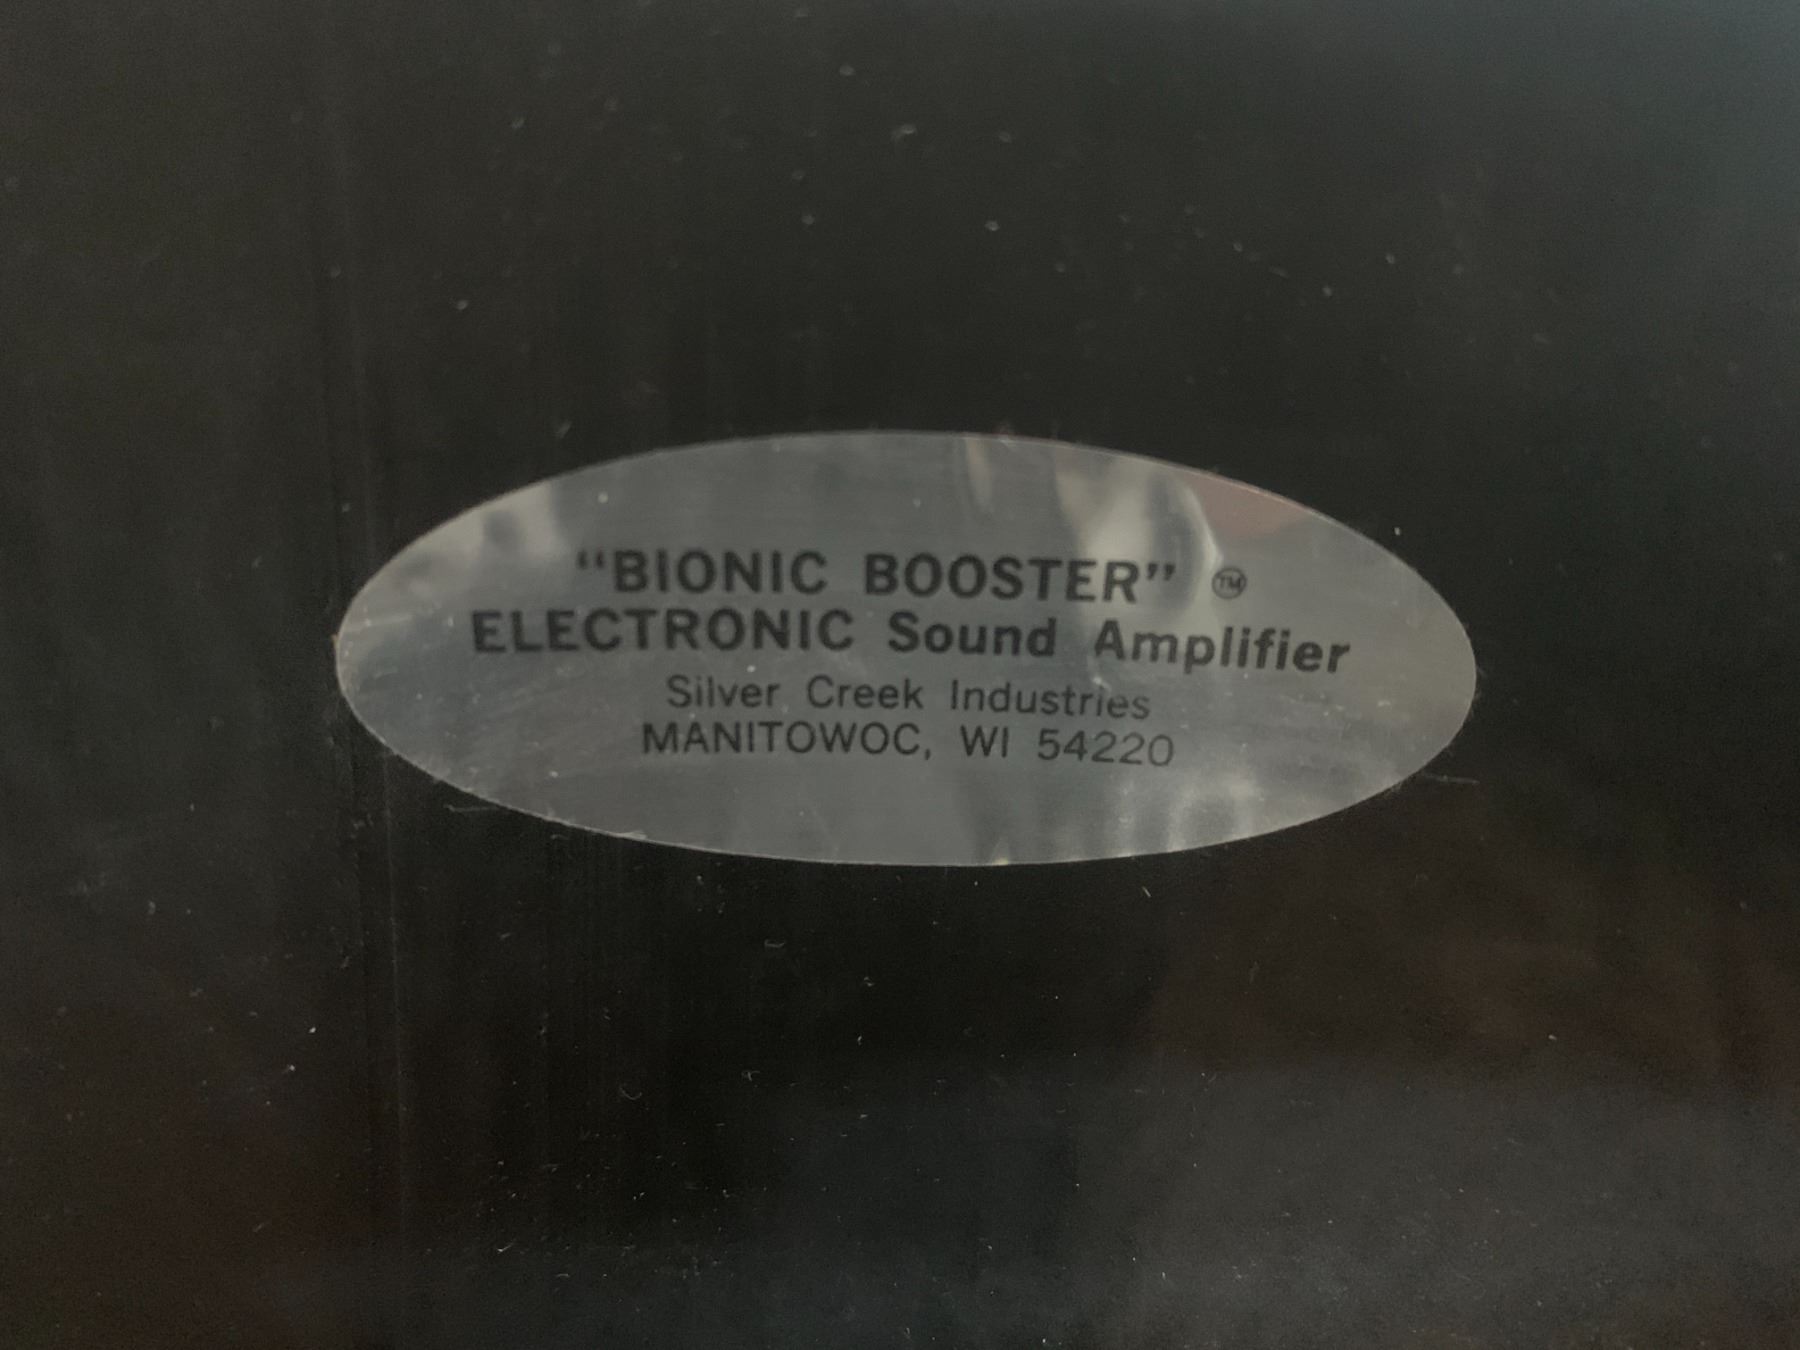 "BIONIC BOOSTER" ™
ELECTRONIC Sound Amplifier
Silver Creek Industries
MANITOWOC, WI 54220